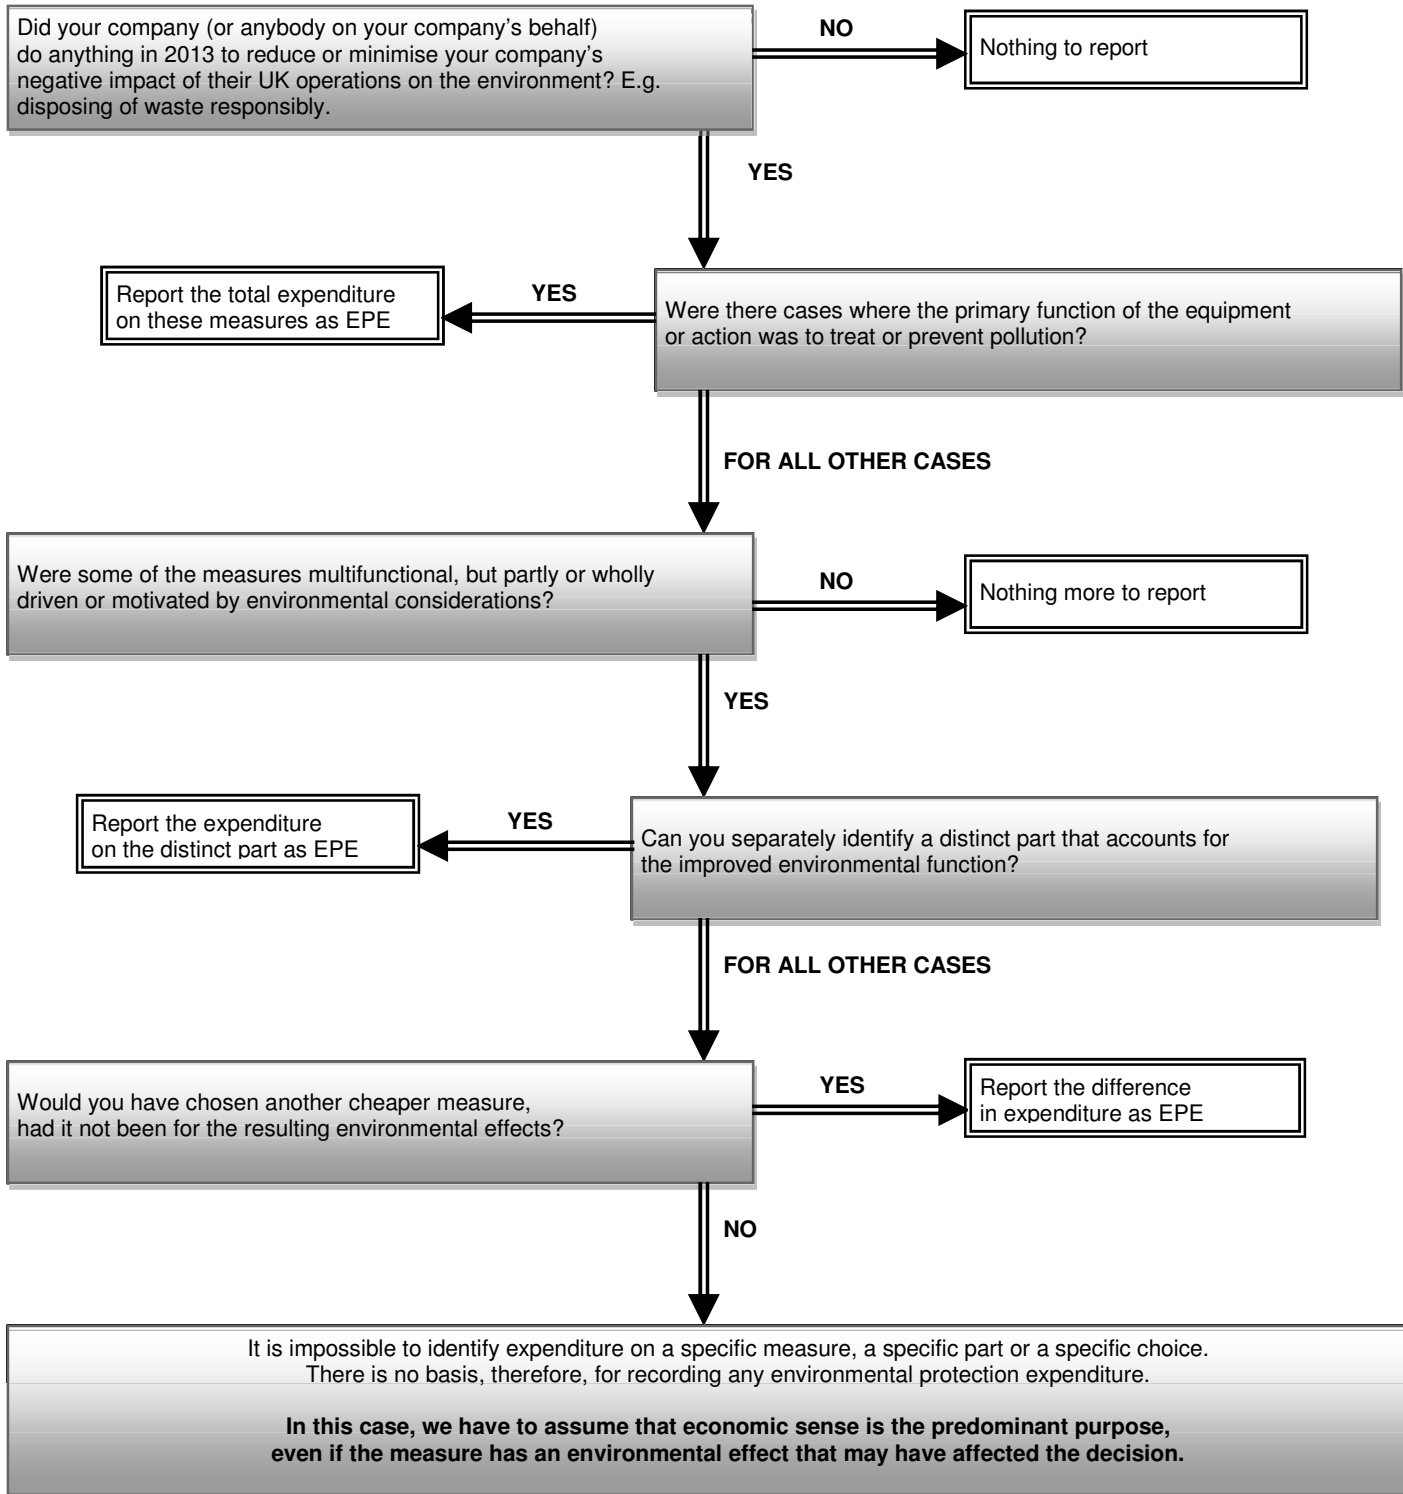 Did your company (or anybody on your company's behalf)
do anything in 2013 to reduce or minimise your company's
negative impact of their UK operations on the environment? E.g.
disposing of waste responsibly.
NO
Nothing to report
YES
Report the total expenditure
on these measures as EPE
YES
Were there cases where the primary function of the equipment
or action was to treat or prevent pollution?
FOR ALL OTHER CASES
Were some of the measures multifunctional, but partly or wholly
driven or motivated by environmental considerations?
NO
Nothing more to report
YES
Report the expenditure
on the distinct part as EPE
YES
Can you separately identify a distinct part that accounts for
the improved environmental function?
FOR ALL OTHER CASES
Would you have chosen another cheaper measure,
had it not been for the resulting environmental effects?
YES
Report the difference
in expenditure as EPE
NO
It is impossible to identify expenditure on a specific measure, a specific part or a specific choice.
There is no basis, therefore, for recording any environmental protection expenditure.
In this case, we have to assume that economic sense is the predominant purpose,
even if the measure has an environmental effect that may have affected the decision.